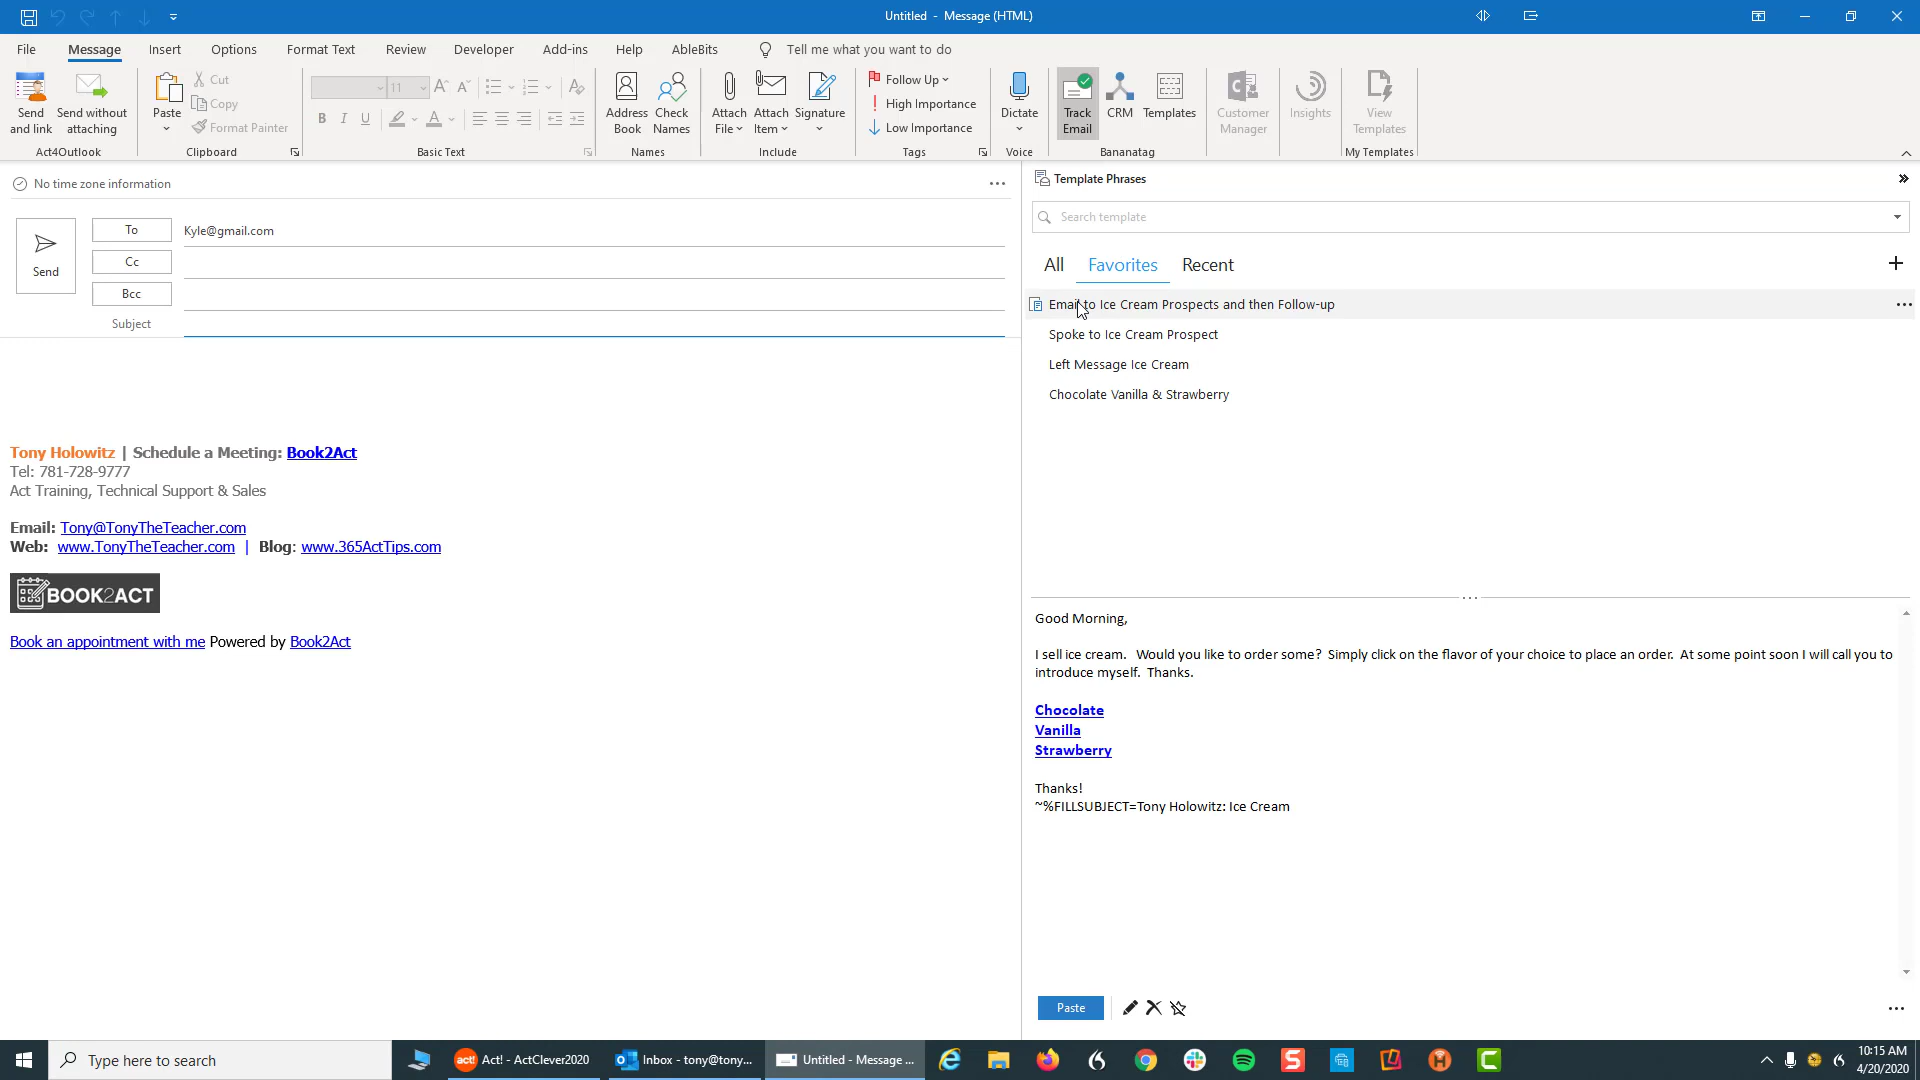 Untitled - Message (HTML)
File Message Insert Options Format Text Review Developer Add-ins Help AbleBits Tell me what you want to do
Send and link
Send without attaching
Act4Outlook
Paste
Cut
Copy
Format Painter
Clipboard
11
B I U
Basic Text
Address Book
Check Names
Names
Attach File
Attach Item
Signature
Include
Follow Up
High Importance
Low Importance
Tags
Dictate
Voice
Track Email
CRM
Templates
Bananatag
Customer Manager
Insights
View Templates
My Templates
No time zone information
Send
To Kyle@gmail.com
Cc
Bcc
Subject
Tony Holowitz | Schedule a Meeting: Book2Act
Tel: 781-728-9777
Act Training, Technical Support & Sales
Email: Tony@TonyTheTeacher.com
Web: www.TonyTheTeacher.com | Blog: www.365ActTips.com
BOOK2ACT
Book an appointment with me Powered by Book2Act
Template Phrases
Search template
All Favorites Recent
Email to Ice Cream Prospects and then Follow-up
Spoke to Ice Cream Prospect
Left Message Ice Cream
Chocolate Vanilla & Strawberry
Good Morning,
I sell ice cream. Would you like to order some? Simply click on the flavor of your choice to place an order. At some point soon I will call you to
introduce myself. Thanks.
Chocolate
Vanilla
Strawberry
Thanks!
~%FILLSUBJECT=Tony Holowitz: Ice Cream
Paste
Type here to search
act! Act! - ActClever2020
Inbox - tony@tony...
Untitled - Message ...
10:15 AM
4/20/2020